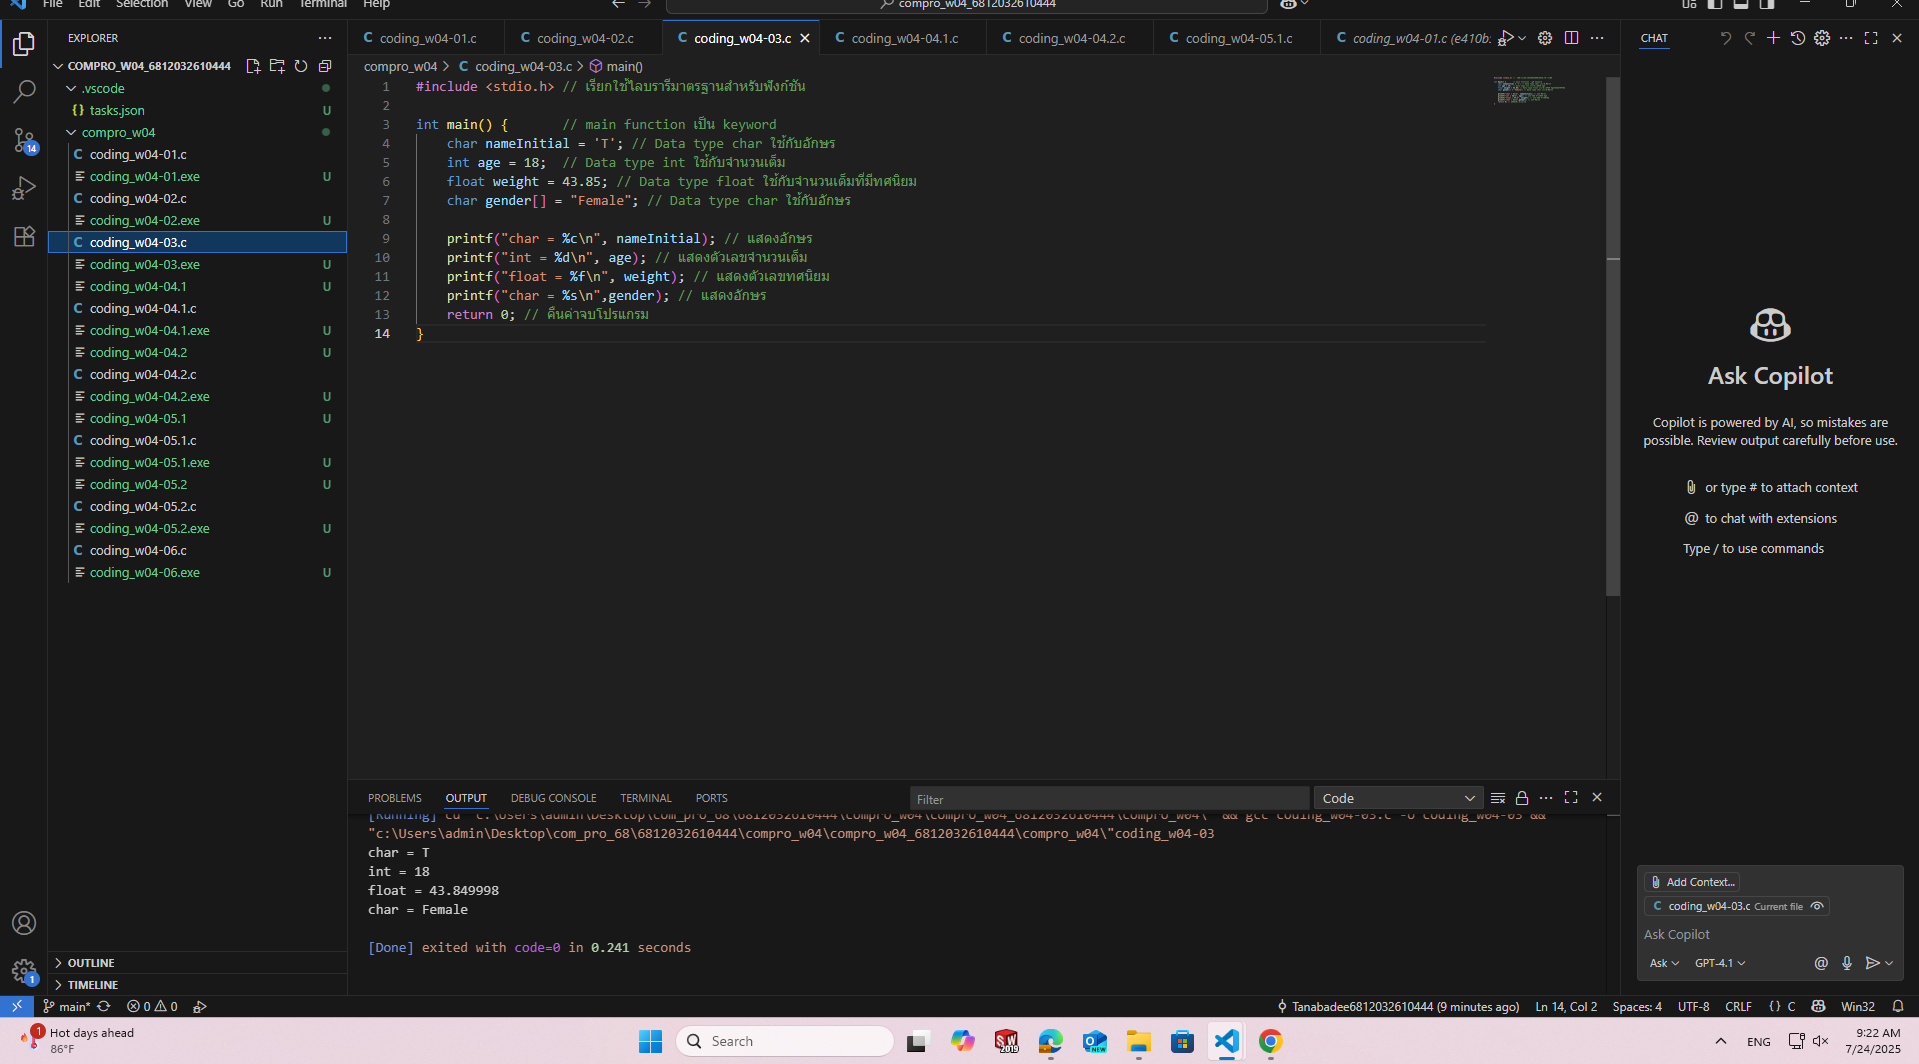 File Edit Selection View Go Run Terminal Help
compro_w04_6812032610444
EXPLORER
COMPRO_W04_6812032610444
.vscode
{} tasks.json U
compro_w04
C coding_w04-01.c
coding_w04-01.exe U
C coding_w04-02.c
coding_w04-02.exe U
C coding_w04-03.c
coding_w04-03.exe U
coding_w04-04.1 U
C coding_w04-04.1.c
coding_w04-04.1.exe U
coding_w04-04.2 U
C coding_w04-04.2.c
coding_w04-04.2.exe U
coding_w04-05.1 U
C coding_w04-05.1.c
coding_w04-05.1.exe U
coding_w04-05.2 U
C coding_w04-05.2.c
coding_w04-05.2.exe U
C coding_w04-06.c
coding_w04-06.exe U
OUTLINE
TIMELINE
14
1
C coding_w04-01.c C coding_w04-02.c C coding_w04-03.c C coding_w04-04.1.c C coding_w04-04.2.c C coding_w04-05.1.c C coding_w04-01.c (e410b:
compro_w04 > C coding_w04-03.c > main()
1 #include <stdio.h> // เรียกใช้ไลบรารีมาตรฐานสำหรับฟังก์ชัน
2
3 int main() { // main function เป็น keyword
4 char nameInitial = 'T'; // Data type char ใช้กับอักษร
5 int age = 18; // Data type int ใช้กับจำนวนเต็ม
6 float weight = 43.85; // Data type float ใช้กับจำนวนเต็มที่มีทศนิยม
7 char gender[] = "Female"; // Data type char ใช้กับอักษร
8
9 printf("char = %c\n", nameInitial); // แสดงอักษร
10 printf("int = %d\n", age); // แสดงตัวเลขจำนวนเต็ม
11 printf("float = %f\n", weight); // แสดงตัวเลขทศนิยม
12 printf("char = %s\n",gender); // แสดงอักษร
13 return 0; // คืนค่าจบโปรแกรม
14 }
PROBLEMS OUTPUT DEBUG CONSOLE TERMINAL PORTS
Filter
Code
[Running] cd "c:\Users\admin\Desktop\com_pro_68\6812032610444\compro_w04\compro_w04_6812032610444\compro_w04\" && gcc coding_w04-03.c -o coding_w04-03 &&
"c:\Users\admin\Desktop\com_pro_68\6812032610444\compro_w04\compro_w04_6812032610444\compro_w04\"coding_w04-03
char = T
int = 18
float = 43.849998
char = Female
[Done] exited with code=0 in 0.241 seconds
CHAT
Ask Copilot
Copilot is powered by AI, so mistakes are
possible. Review output carefully before use.
or type # to attach context
@ to chat with extensions
Type / to use commands
Add Context...
C coding_w04-03.c Current file
Ask Copilot
Ask GPT-4.1 @
main* 0 0
Tanabadee6812032610444 (9 minutes ago) Ln 14, Col 2 Spaces: 4 UTF-8 CRLF {} C Win32
1
Hot days ahead
86°F
Search
SW
2019
NEW
ENG
9:22 AM
7/24/2025